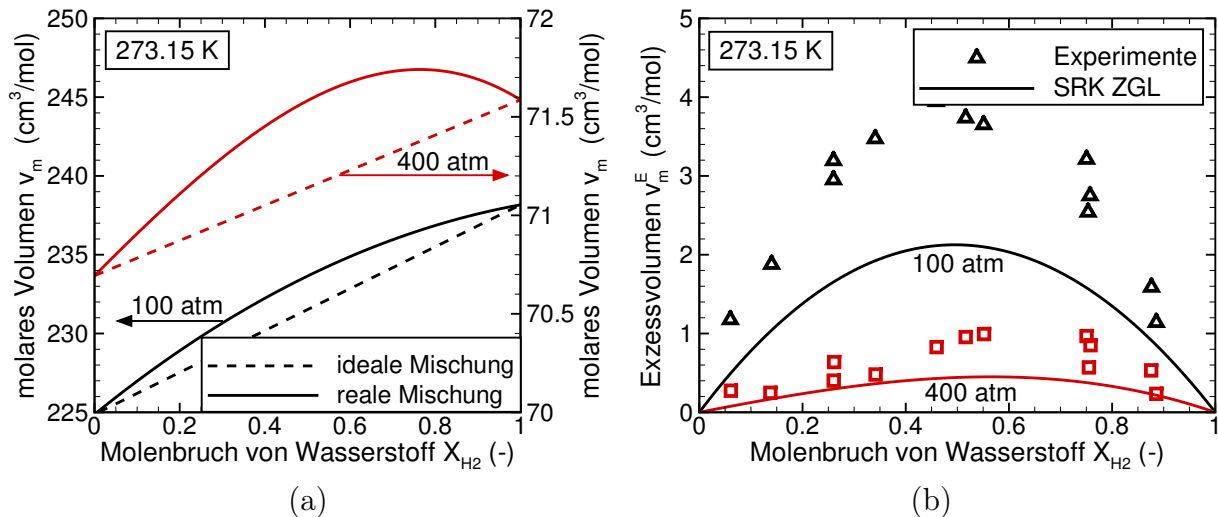 250
245
240
235
230
225
molares Volumen v_m (cm³/mol)
273.15 K
400 atm
100 atm
ideale Mischung
reale Mischung
72
71.5
71
70.5
70
molares Volumen v_m (cm³/mol)
0 0.2 0.4 0.6 0.8 1
Molenbruch von Wasserstoff X_H2 (-)
(a)
5
4
3
2
1
0
Exzessvolumen v_m^E (cm³/mol)
273.15 K
Experimente
SRK ZGL
100 atm
400 atm
0 0.2 0.4 0.6 0.8 1
Molenbruch von Wasserstoff X_H2 (-)
(b)